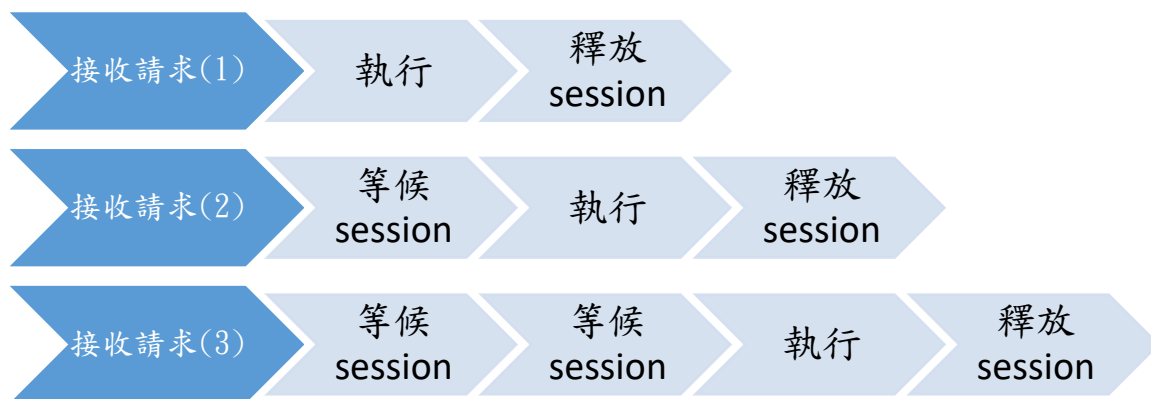 接收請求(1)
執行
釋放
session
接收請求(2)
等候
session
執行
釋放
session
接收請求(3)
等候
session
等候
session
執行
釋放
session